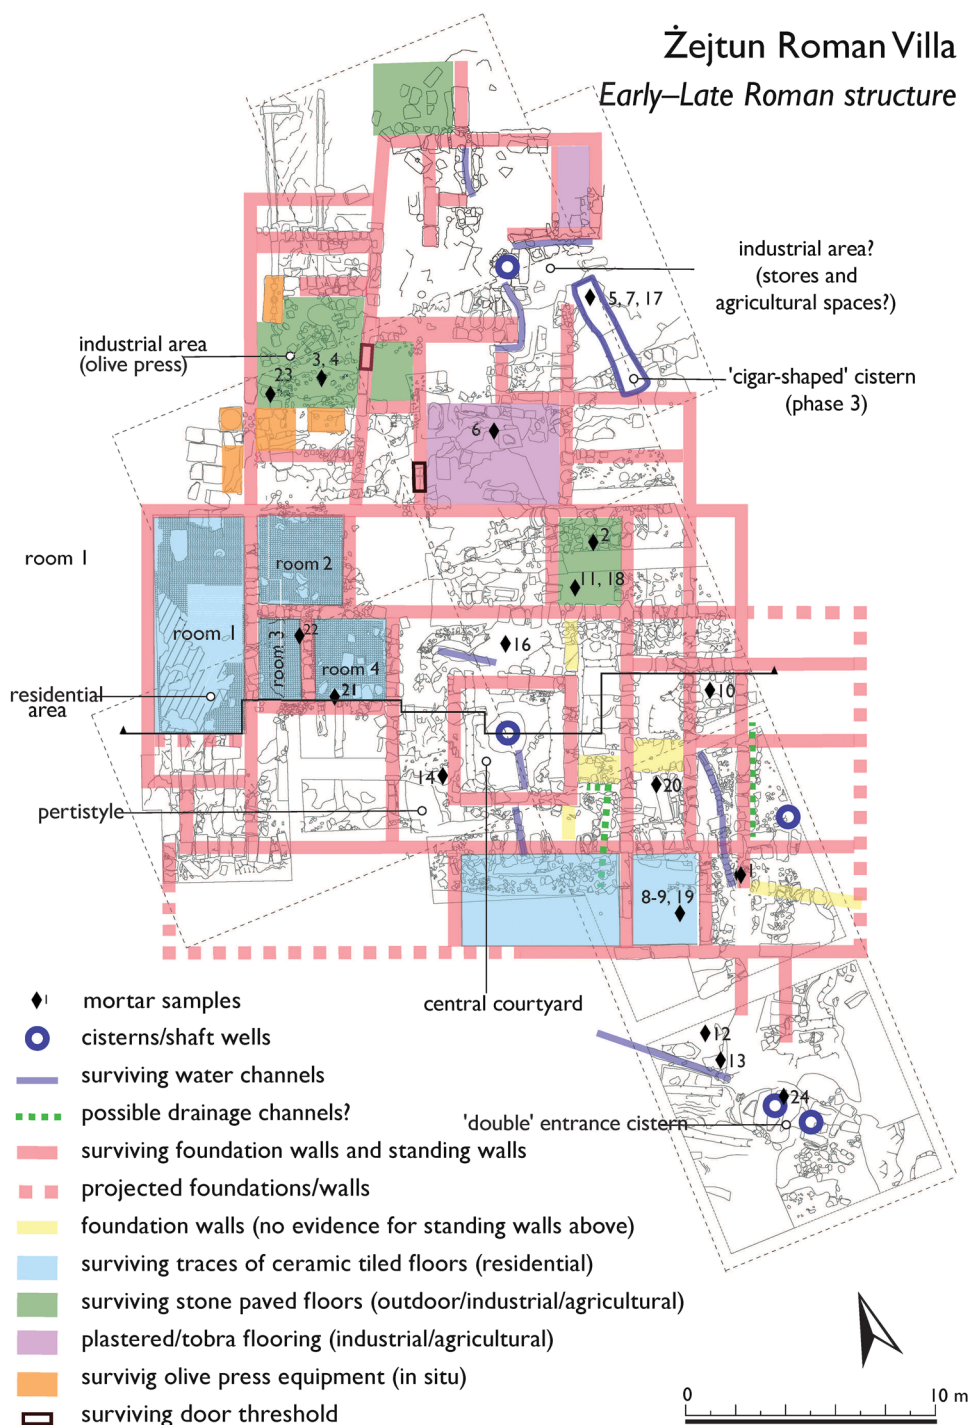 Żejtun Roman Villa
Early–Late Roman structure
industrial area?
(stores and
agricultural spaces?)
5, 7, 17
industrial area
(olive press)
3, 4
23
'cigar-shaped' cistern
(phase 3)
6
room 1
room 2
2
11, 18
room 1
room 3
22
room 4
21
16
residential
area
10
14
20
pertistyle
1
8-9, 19
central courtyard
12
13
24
'double' entrance cistern
1 mortar samples
cisterns/shaft wells
surviving water channels
possible drainage channels?
surviving foundation walls and standing walls
projected foundations/walls
foundation walls (no evidence for standing walls above)
surviving traces of ceramic tiled floors (residential)
surviving stone paved floors (outdoor/industrial/agricultural)
plastered/tobra flooring (industrial/agricultural)
survivig olive press equipment (in situ)
surviving door threshold
0 10 m